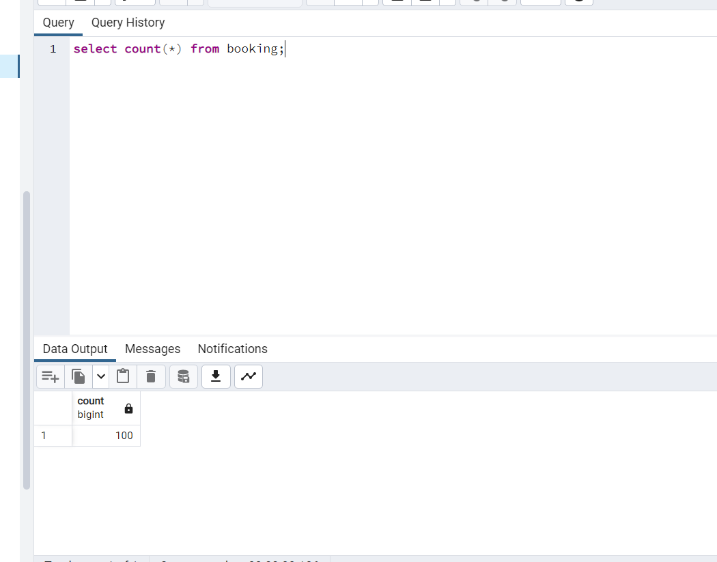 Query Query History
1 select count(*) from booking;
Data Output Messages Notifications
count
bigint
1 100